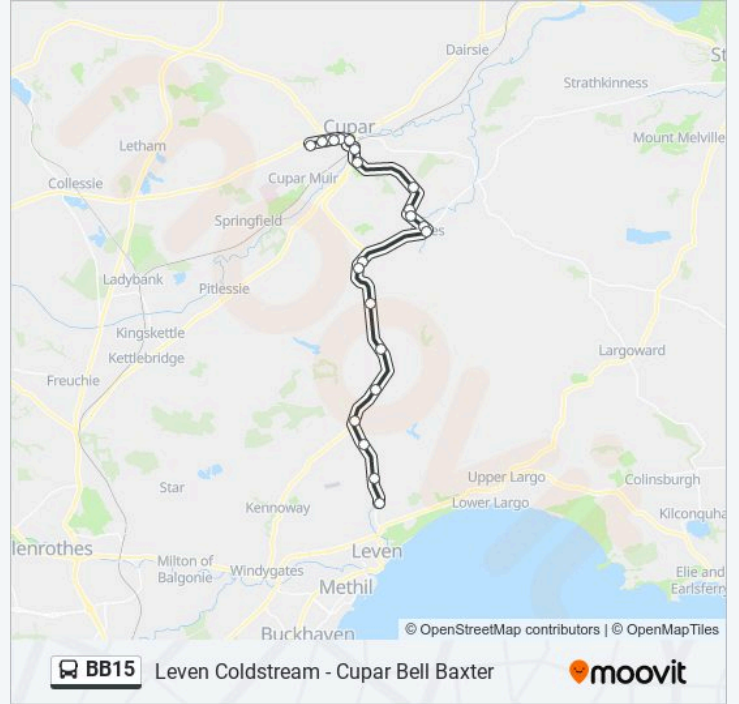 Dairsie
St
Strathkinness
Cupar
Mount Melville
Letham
Collessie
Cupar Muir
Springfield
es
Ladybank
Pitlessie
Kingskettle
Kettlebridge
Largoward
Freuchie
Upper Largo
Colinsburgh
Star
Lower Largo
Kennoway
Kilconquha
lenrothes
Leven
Milton of
Balgonie
Windygates
Elie and
Earlsferry
Methil
Buckhaven
© OpenStreetMap contributors | © OpenMapTiles
BB15 Leven Coldstream - Cupar Bell Baxter moovit
moovit